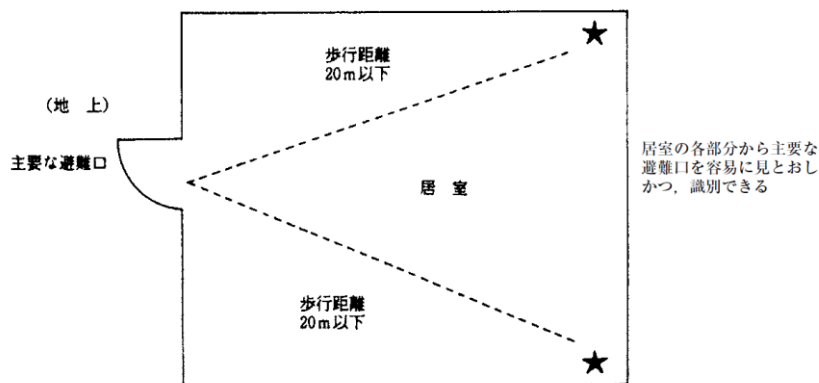 歩行距離
20m以下
(地 上)
主要な避難口
居 室
居室の各部分から主要な
避難口を容易に見とおし
かつ，識別できる
歩行距離
20m以下